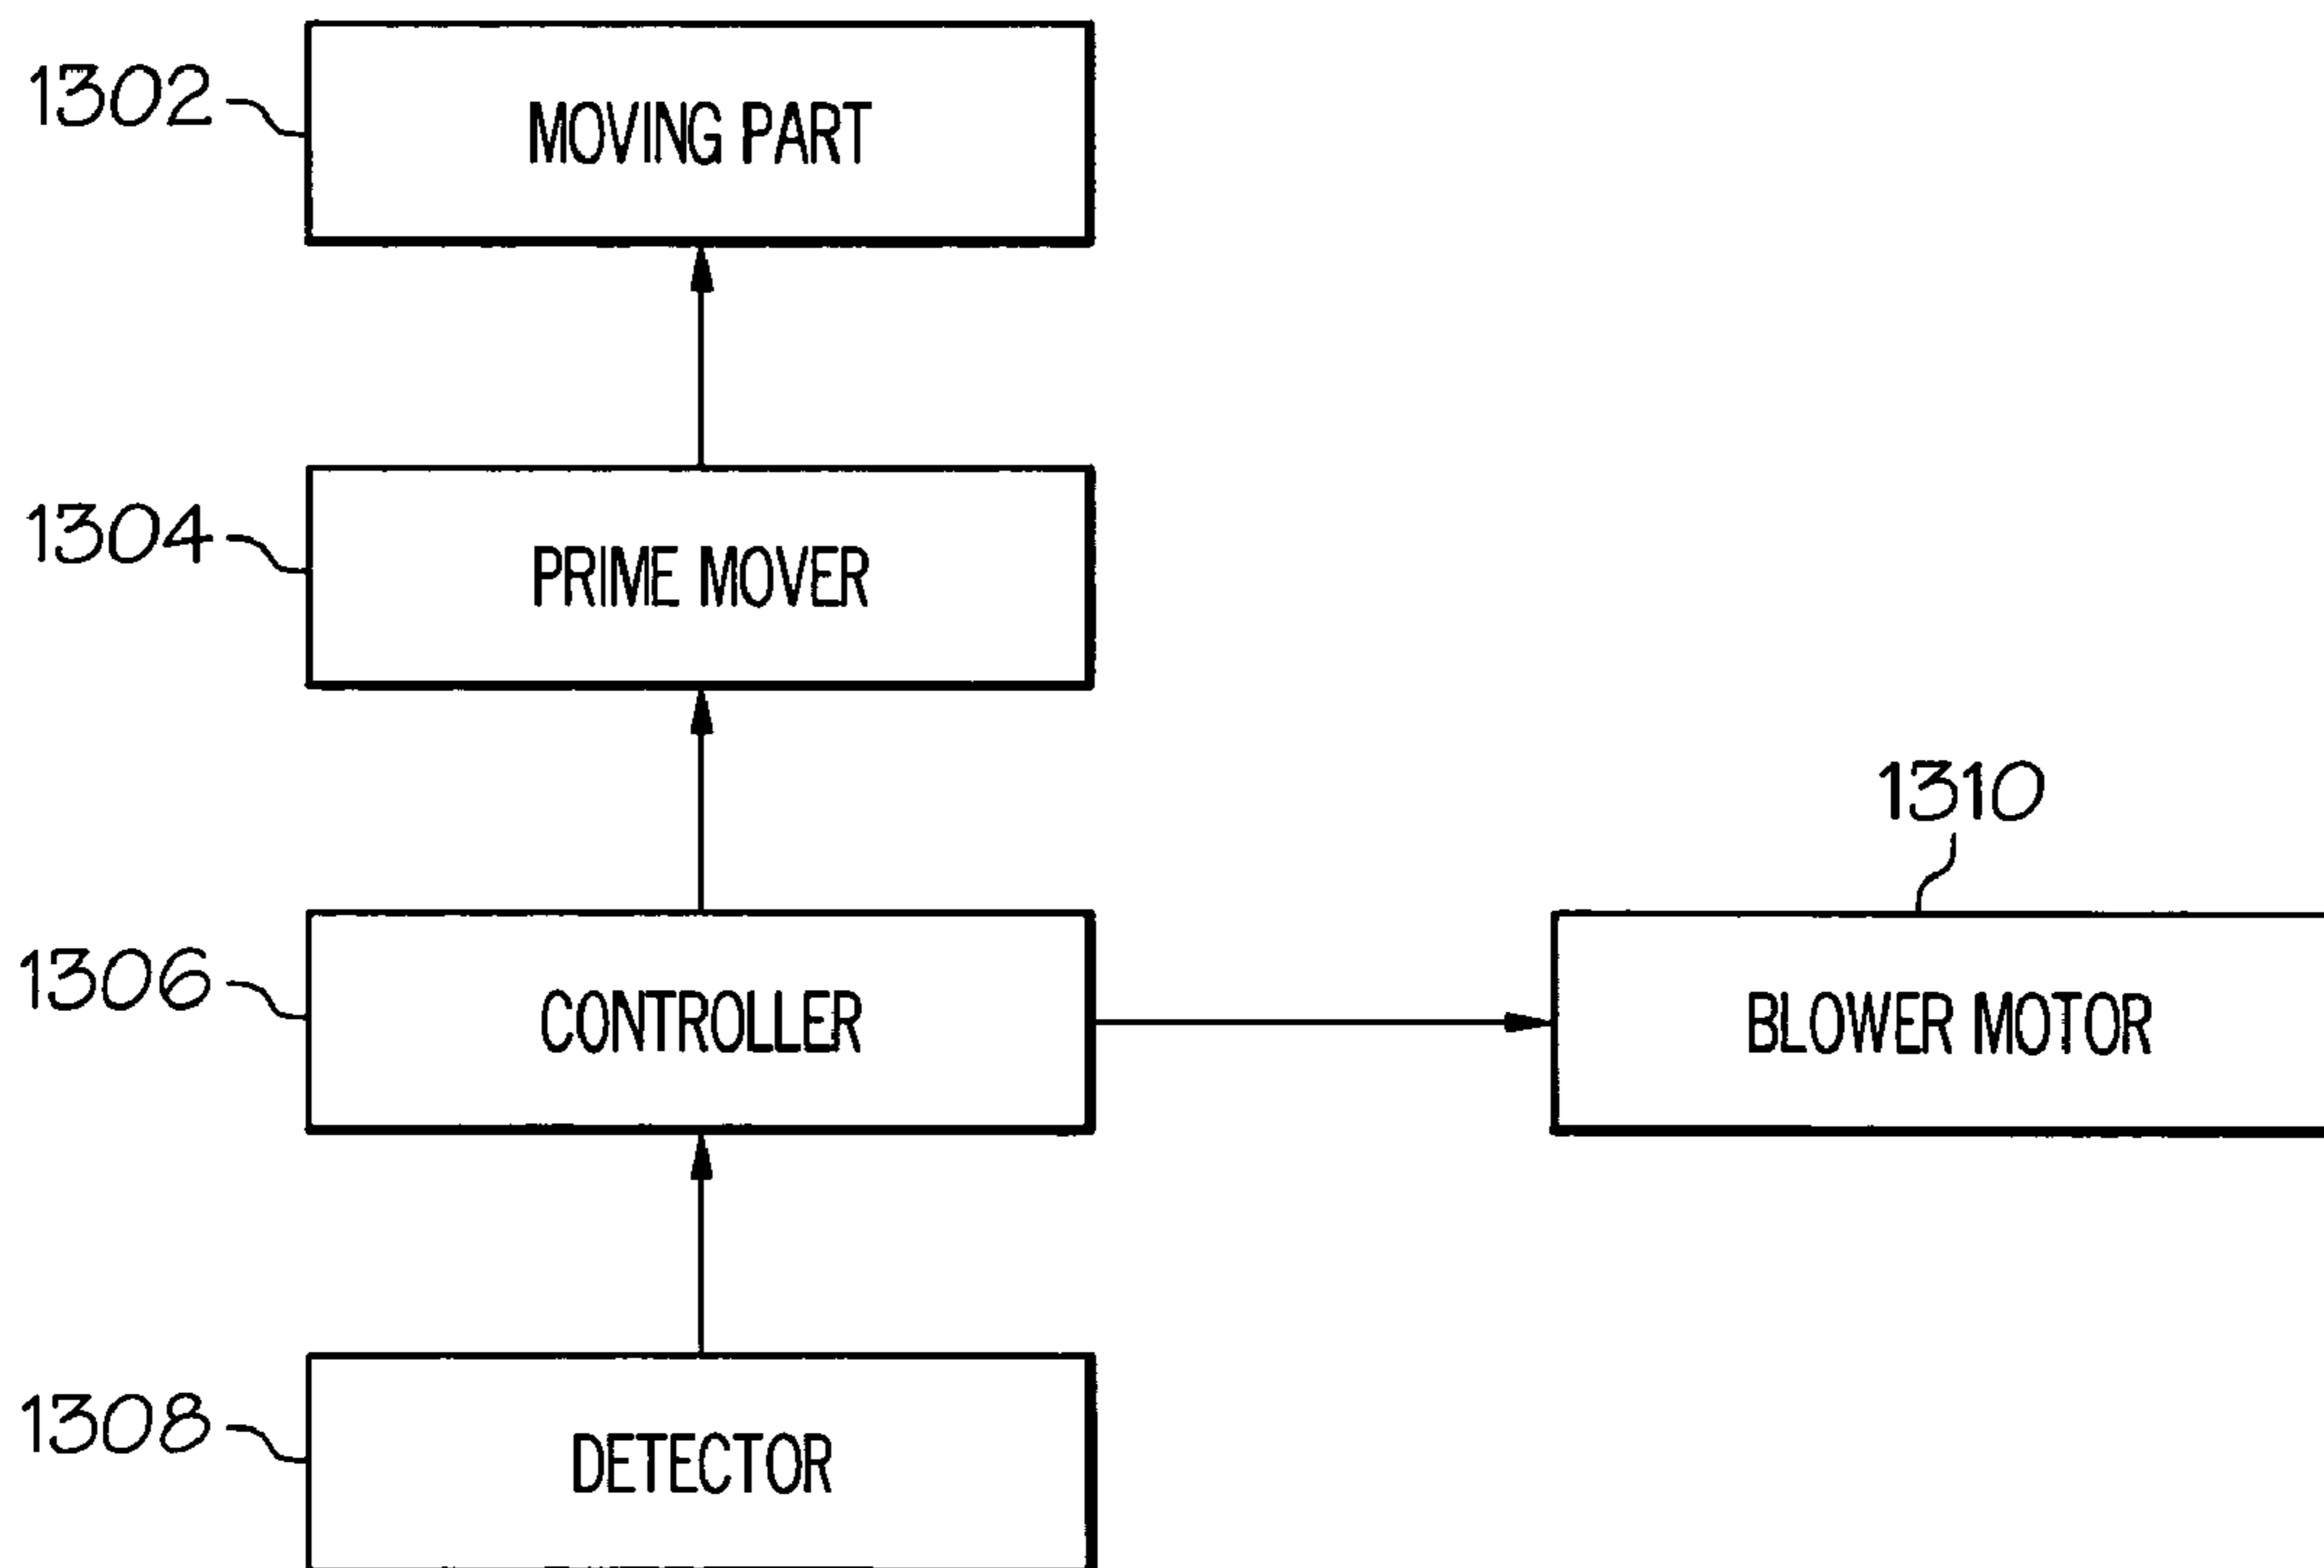 1302
MOVING PART
1304
PRIME MOVER
1310
1306
CONTROLLER
BLOWER MOTOR
1308
DETECTOR